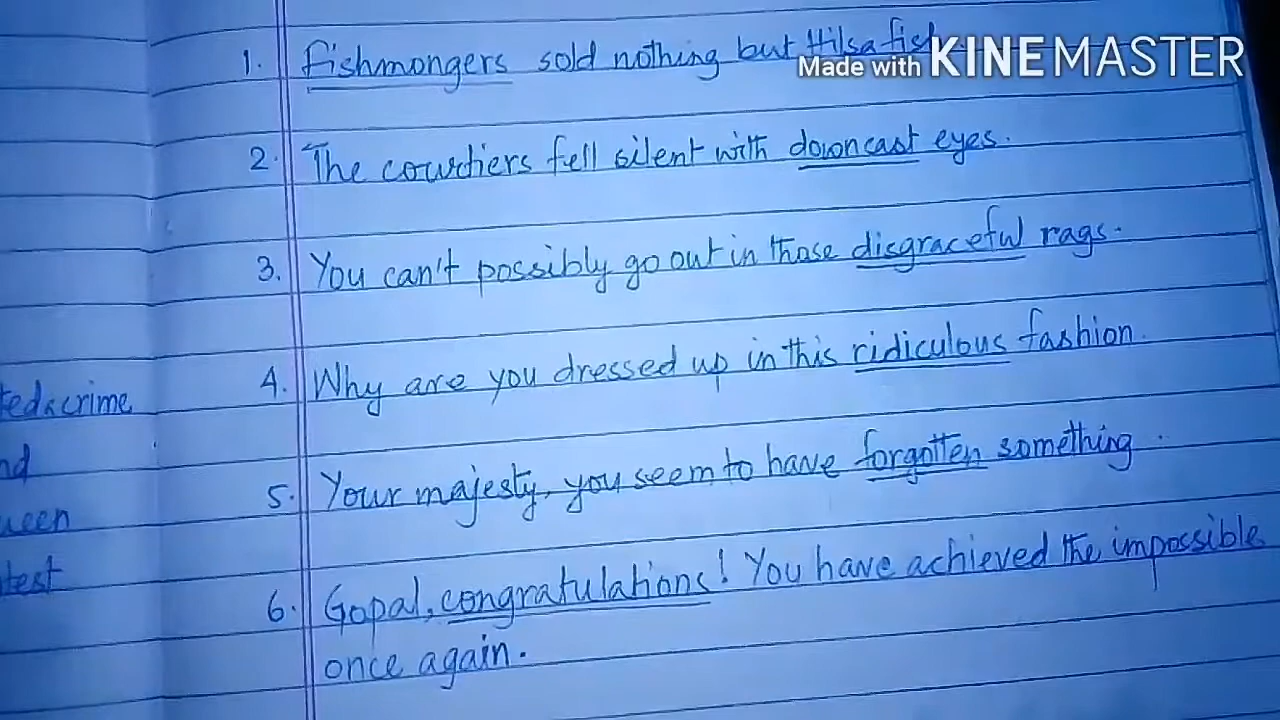 1. Fishmongers sold nothing but Hilsa fish
Made with KINEMASTER
2. The courtiers fell silent with downcast eyes.
3. You can't possibly go out in those disgraceful rags.
4. Why are you dressed up in this ridiculous fashion.
5. Your majesty, you seem to have forgotten something.
6. Gopal, congratulations! You have achieved the impossible
once again.
ted a crime
nd
ueen
test